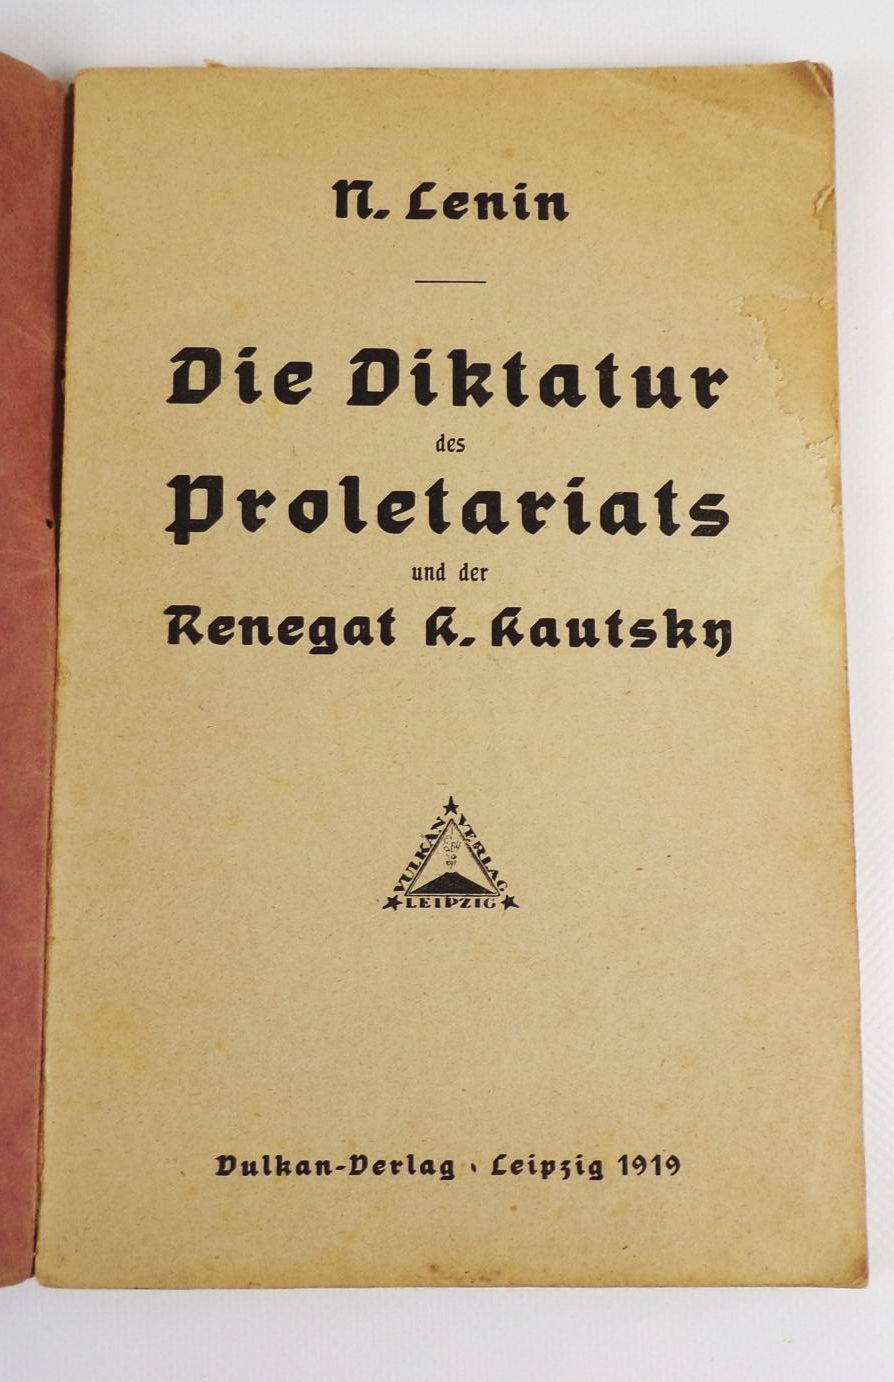 N. Lenin
Die Diktatur
des
Proletariats
und der
Renegat K. Kautsky
VULKAN VERLAG
LEIPZIG
Vulkan-Verlag · Leipzig 1919